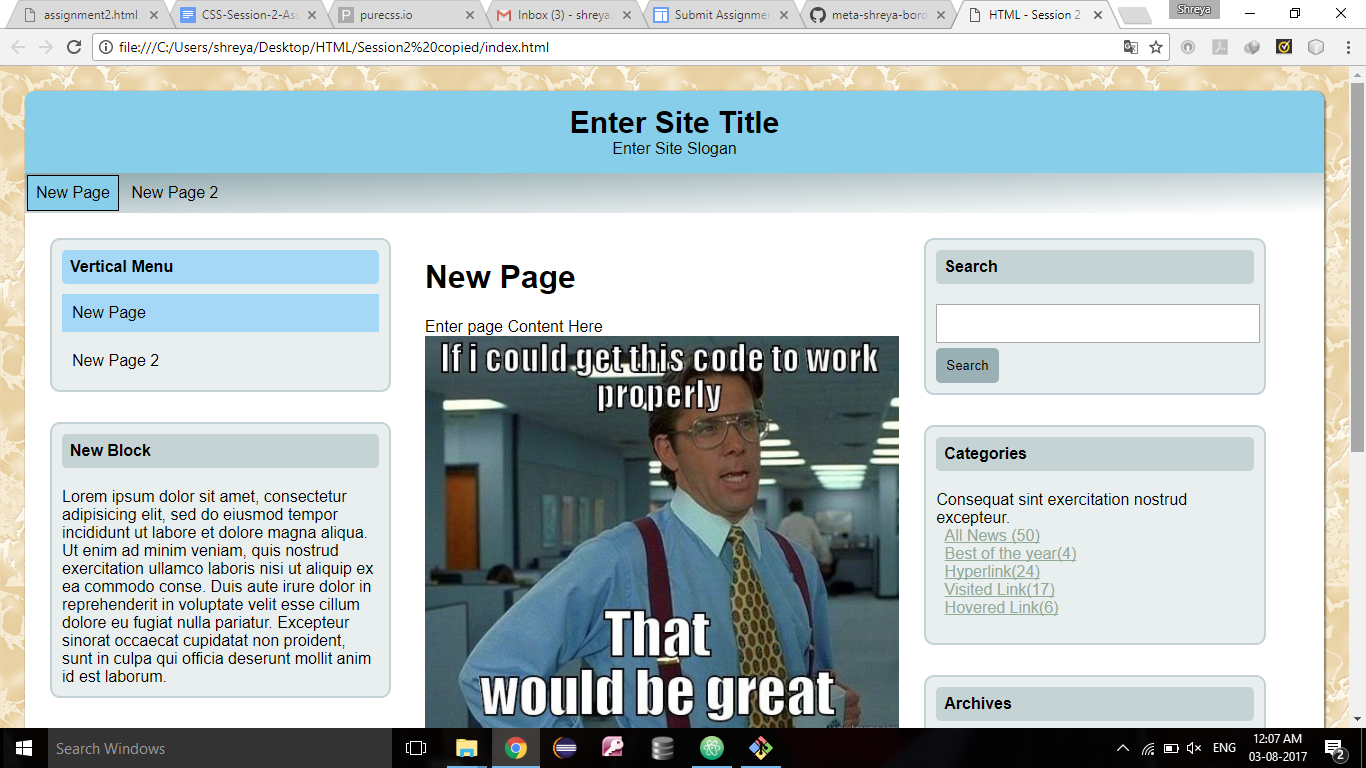 assignment2.html
CSS-Session-2-Ass
purecss.io
Inbox (3) - shreya.
Submit Assignmen
meta-shreya-bord
HTML - Session 2
Shreya
file:///C:/Users/shreya/Desktop/HTML/Session2%20copied/index.html
Enter Site Title
Enter Site Slogan
New Page
New Page 2
Vertical Menu
New Page
New Page 2
New Block
Lorem ipsum dolor sit amet, consectetur
adipisicing elit, sed do eiusmod tempor
incididunt ut labore et dolore magna aliqua.
Ut enim ad minim veniam, quis nostrud
exercitation ullamco laboris nisi ut aliquip ex
ea commodo conse. Duis aute irure dolor in
reprehenderit in voluptate velit esse cillum
dolore eu fugiat nulla pariatur. Excepteur
sinorat occaecat cupidatat non proident,
sunt in culpa qui officia deserunt mollit anim
id est laborum.
New Page
Enter page Content Here
If i could get this code to work
properly
That
would be great
Search
Search
Categories
Consequat sint exercitation nostrud
excepteur.
All News (50)
Best of the year(4)
Hyperlink(24)
Visited Link(17)
Hovered Link(6)
Archives
Search Windows
ENG
12:07 AM
03-08-2017
2